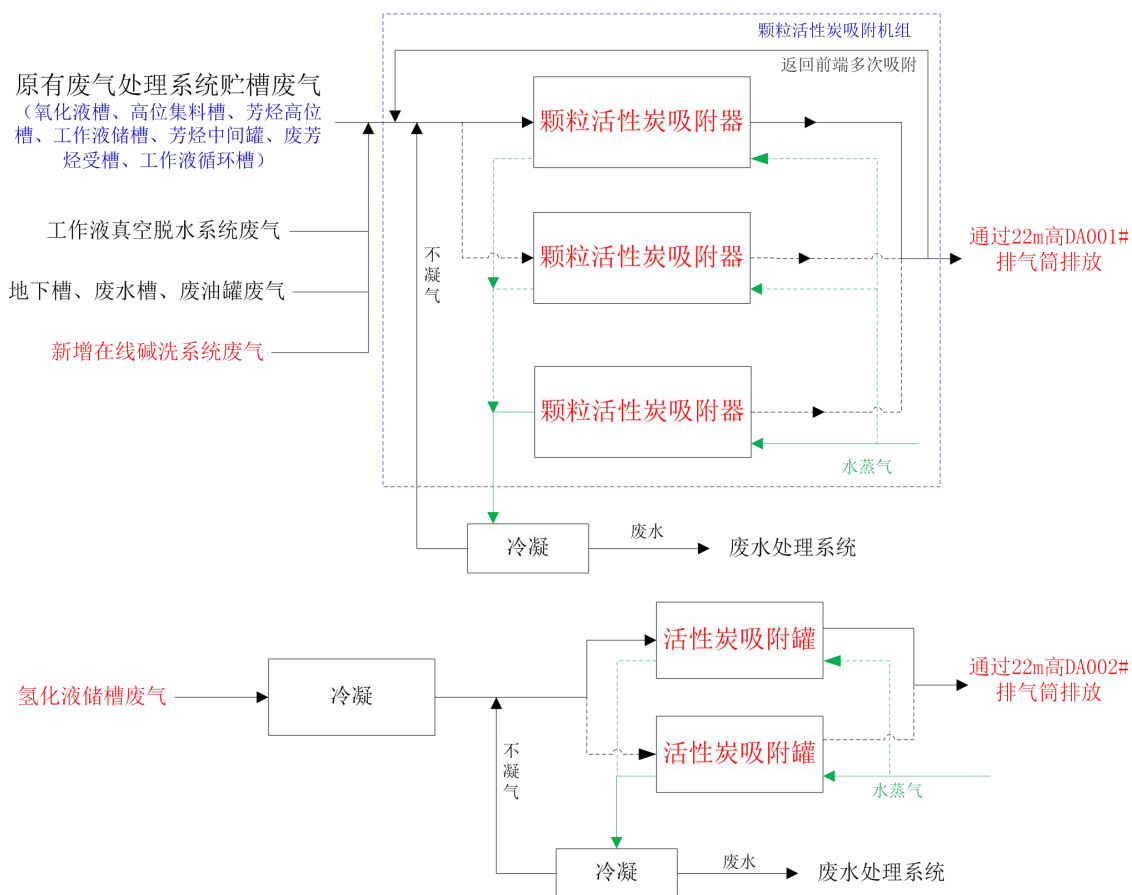 颗粒活性炭吸附机组
返回前端多次吸附
原有废气处理系统贮槽废气
（氧化液槽、高位集料槽、芳烃高位
槽、工作液储槽、芳烃中间罐、废芳
烃受槽、工作液循环槽）
颗粒活性炭吸附器
工作液真空脱水系统废气
不凝气
颗粒活性炭吸附器
通过22m高DA001#
排气筒排放
地下槽、废水槽、废油罐废气
新增在线碱洗系统废气
颗粒活性炭吸附器
水蒸气
冷凝
废水
废水处理系统
活性炭吸附罐
氢化液储槽废气
冷凝
通过22m高DA002#
排气筒排放
不凝气
活性炭吸附罐
水蒸气
冷凝
废水
废水处理系统